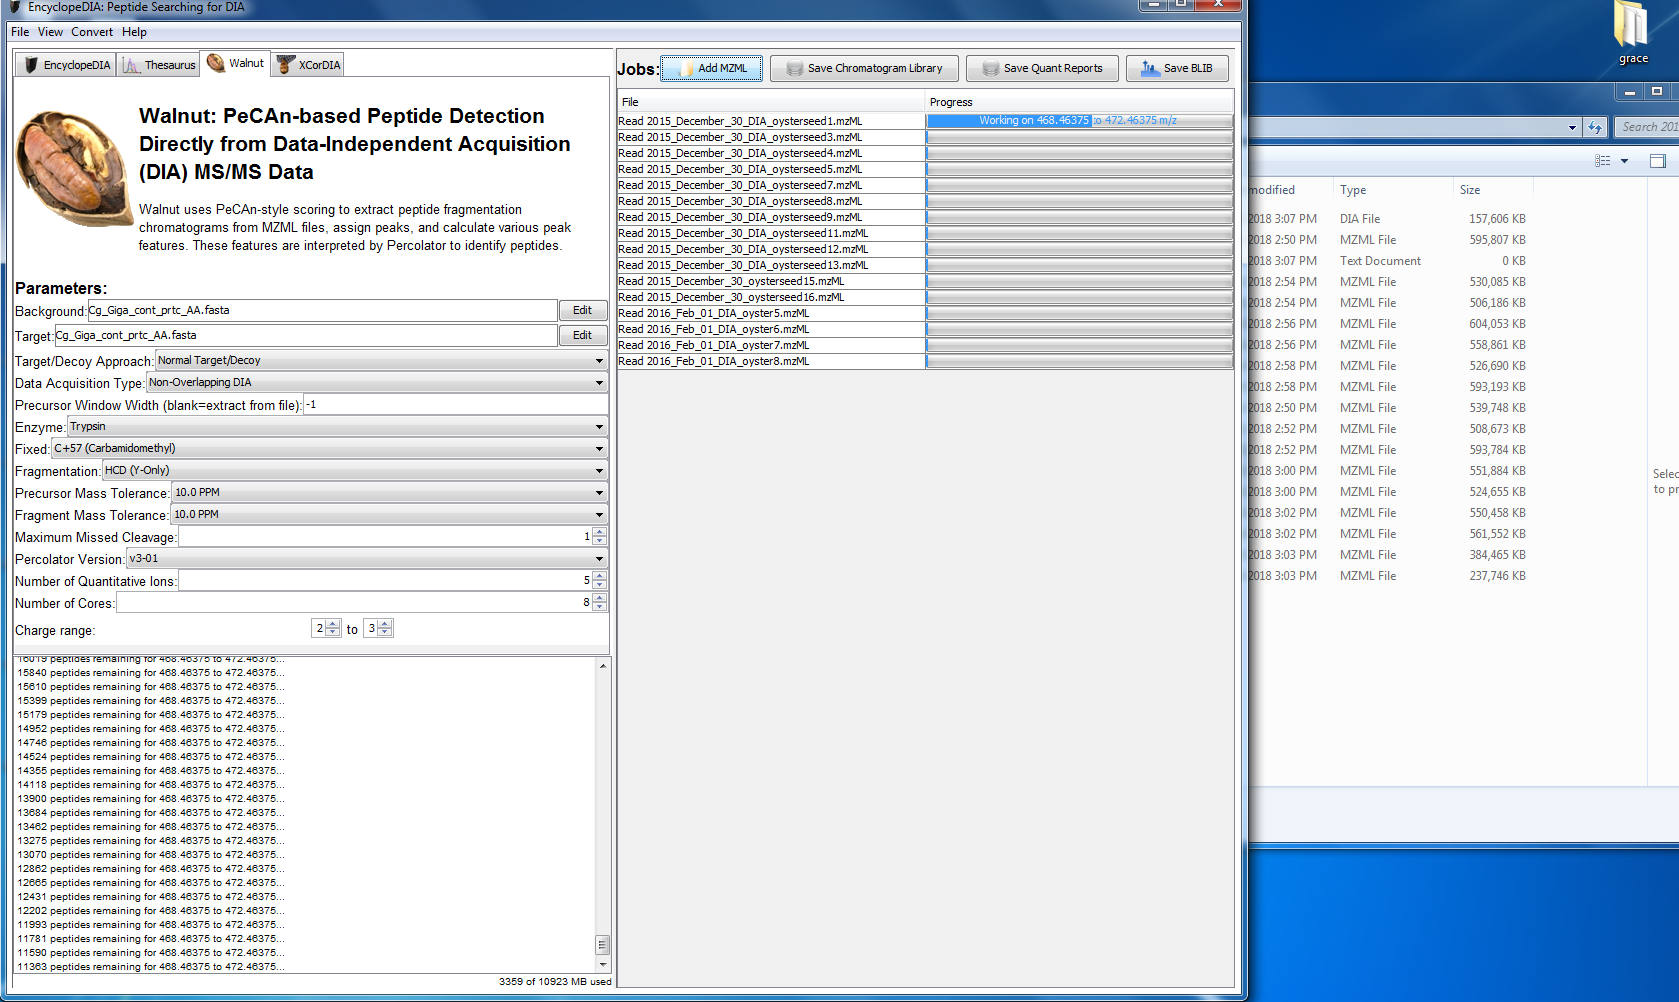 EncyclopeDIA: Peptide Searching for DIA
File View Convert Help
EncyclopeDIA Thesaurus Walnut XCorDIA
Walnut: PeCAn-based Peptide Detection
Directly from Data-Independent Acquisition
(DIA) MS/MS Data
Walnut uses PeCAn-style scoring to extract peptide fragmentation
chromatograms from MZML files, assign peaks, and calculate various peak
features. These features are interpreted by Percolator to identify peptides.
Parameters:
Background: Cg_Giga_cont_prtc_AA.fasta Edit
Target: Cg_Giga_cont_prtc_AA.fasta Edit
Target/Decoy Approach: Normal Target/Decoy
Data Acquisition Type: Non-Overlapping DIA
Precursor Window Width (blank=extract from file): -1
Enzyme: Trypsin
Fixed: C+57 (Carbamidomethyl)
Fragmentation: HCD (Y-Only)
Precursor Mass Tolerance: 10.0 PPM
Fragment Mass Tolerance: 10.0 PPM
Maximum Missed Cleavage: 1
Percolator Version: v3-01
Number of Quantitative Ions: 5
Number of Cores: 8
Charge range: 2 to 3
16019 peptides remaining for 468.46375 to 472.46375...
15840 peptides remaining for 468.46375 to 472.46375...
15610 peptides remaining for 468.46375 to 472.46375...
15399 peptides remaining for 468.46375 to 472.46375...
15179 peptides remaining for 468.46375 to 472.46375...
14952 peptides remaining for 468.46375 to 472.46375...
14746 peptides remaining for 468.46375 to 472.46375...
14524 peptides remaining for 468.46375 to 472.46375...
14355 peptides remaining for 468.46375 to 472.46375...
14118 peptides remaining for 468.46375 to 472.46375...
13900 peptides remaining for 468.46375 to 472.46375...
13684 peptides remaining for 468.46375 to 472.46375...
13462 peptides remaining for 468.46375 to 472.46375...
13275 peptides remaining for 468.46375 to 472.46375...
13070 peptides remaining for 468.46375 to 472.46375...
12862 peptides remaining for 468.46375 to 472.46375...
12665 peptides remaining for 468.46375 to 472.46375...
12431 peptides remaining for 468.46375 to 472.46375...
12202 peptides remaining for 468.46375 to 472.46375...
11993 peptides remaining for 468.46375 to 472.46375...
11781 peptides remaining for 468.46375 to 472.46375...
11590 peptides remaining for 468.46375 to 472.46375...
11363 peptides remaining for 468.46375 to 472.46375...
3359 of 10923 MB used
Jobs: Add MZML Save Chromatogram Library Save Quant Reports Save BLIB
File Progress
Read 2015_December_30_DIA_oysterseed1.mzML Working on 468.46375 to 472.46375 m/z
Read 2015_December_30_DIA_oysterseed3.mzML
Read 2015_December_30_DIA_oysterseed4.mzML
Read 2015_December_30_DIA_oysterseed5.mzML
Read 2015_December_30_DIA_oysterseed7.mzML
Read 2015_December_30_DIA_oysterseed8.mzML
Read 2015_December_30_DIA_oysterseed9.mzML
Read 2015_December_30_DIA_oysterseed11.mzML
Read 2015_December_30_DIA_oysterseed12.mzML
Read 2015_December_30_DIA_oysterseed13.mzML
Read 2015_December_30_oysterseed15.mzML
Read 2015_December_30_oysterseed16.mzML
Read 2016_Feb_01_DIA_oyster5.mzML
Read 2016_Feb_01_DIA_oyster6.mzML
Read 2016_Feb_01_DIA_oyster7.mzML
Read 2016_Feb_01_DIA_oyster8.mzML
grace
Search 201
modified Type Size
2018 3:07 PM DIA File 157,606 KB
2018 2:50 PM MZML File 595,807 KB
2018 3:07 PM Text Document 0 KB
2018 2:54 PM MZML File 530,085 KB
2018 2:54 PM MZML File 506,186 KB
2018 2:56 PM MZML File 604,053 KB
2018 2:56 PM MZML File 558,861 KB
2018 2:58 PM MZML File 526,690 KB
2018 2:58 PM MZML File 593,193 KB
2018 2:50 PM MZML File 539,748 KB
2018 2:52 PM MZML File 508,673 KB
2018 2:52 PM MZML File 593,784 KB
2018 3:00 PM MZML File 551,884 KB
2018 3:00 PM MZML File 524,655 KB
2018 3:02 PM MZML File 550,458 KB
2018 3:02 PM MZML File 561,552 KB
2018 3:03 PM MZML File 384,465 KB
2018 3:03 PM MZML File 237,746 KB
Selec
to pr